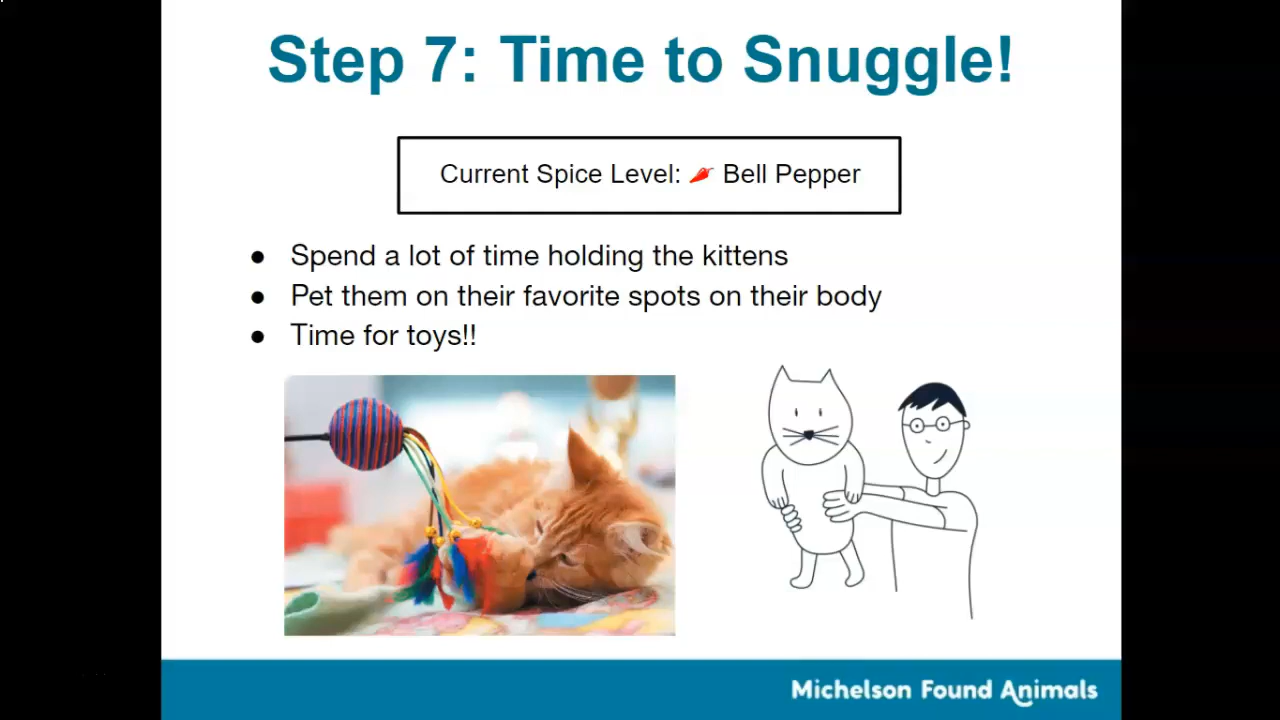 Step 7: Time to Snuggle!
Current Spice Level: 🌶 Bell Pepper
● Spend a lot of time holding the kittens
● Pet them on their favorite spots on their body
● Time for toys!!
Michelson Found Animals